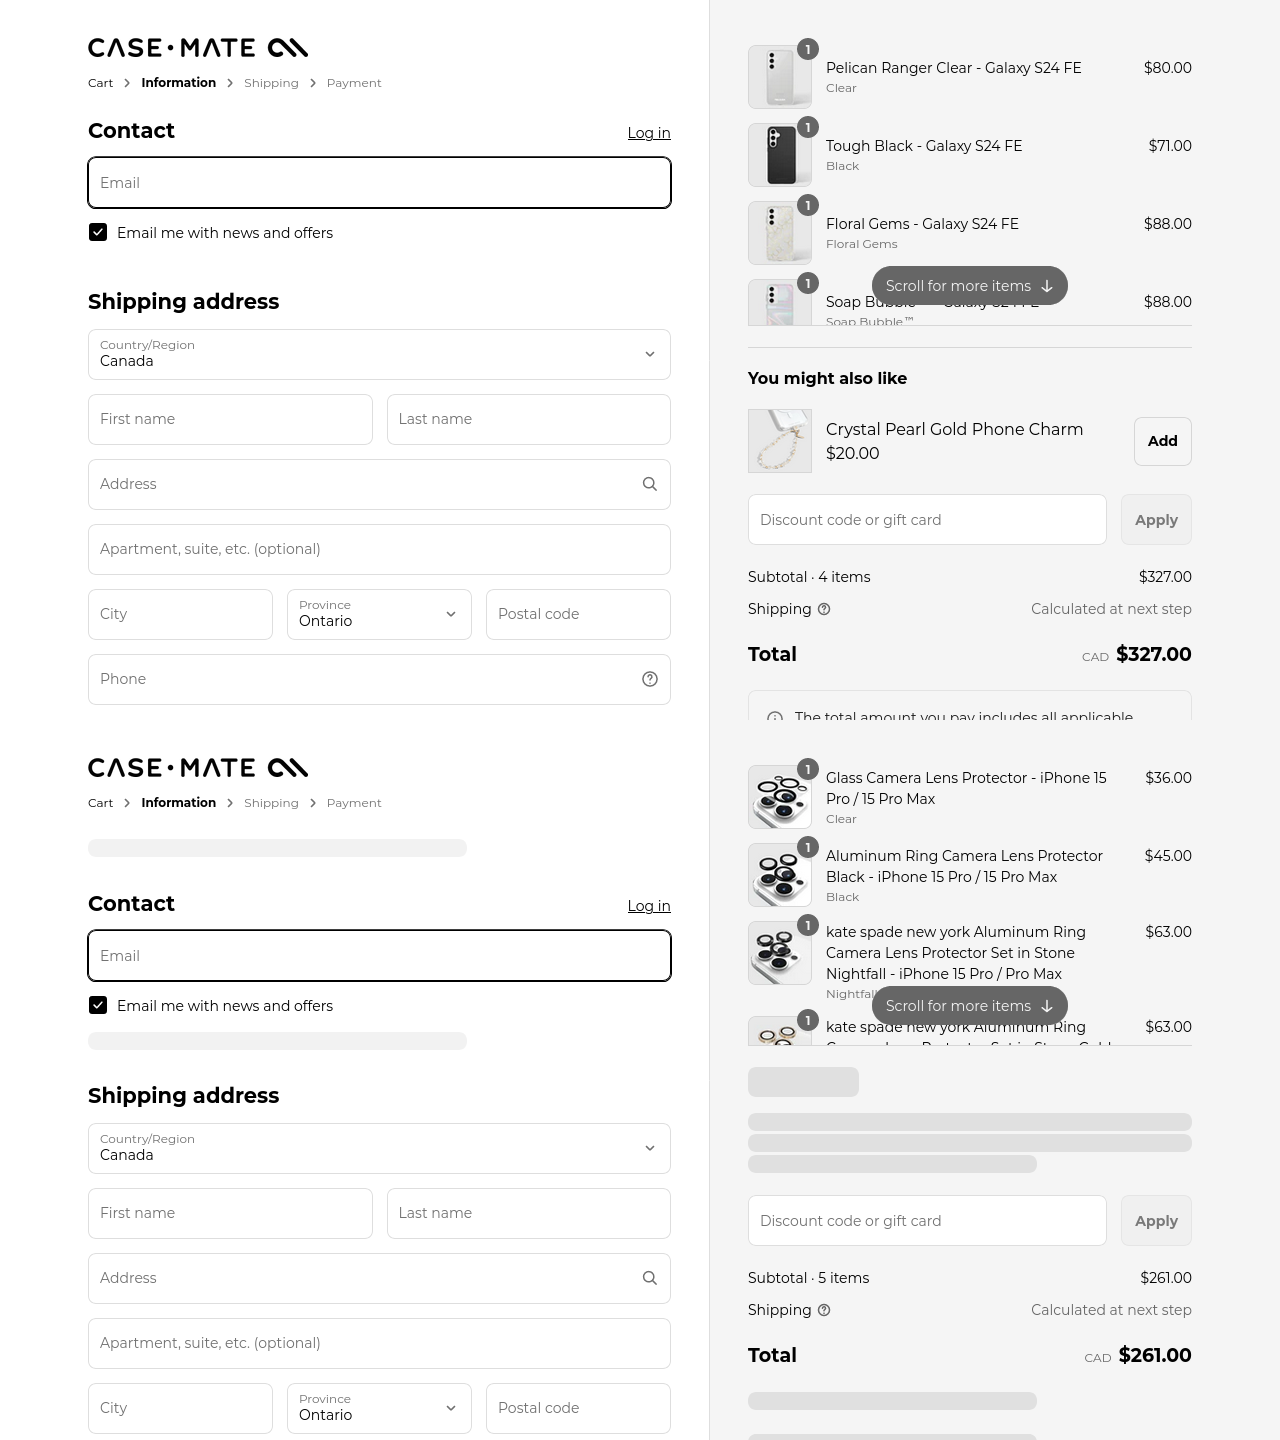 CASE•MATE
Cart > Information > Shipping > Payment
Contact
Log in
Email
Email me with news and offers
Shipping address
Country/Region
Canada
First name
Last name
Address
Apartment, suite, etc. (optional)
City
Province
Ontario
Postal code
Phone
1
Pelican Ranger Clear - Galaxy S24 FE
$80.00
Clear
1
Tough Black - Galaxy S24 FE
$71.00
Black
1
Floral Gems - Galaxy S24 FE
$88.00
Floral Gems
Scroll for more items ↓
1
Soap Bubble - Galaxy S24 FE
$88.00
Soap Bubble™
You might also like
Crystal Pearl Gold Phone Charm
$20.00
Add
Discount code or gift card
Apply
Subtotal · 4 items
$327.00
Shipping
Calculated at next step
Total
CAD $327.00
The total amount you pay includes all applicable
CASE•MATE
Cart > Information > Shipping > Payment
Contact
Log in
Email
Email me with news and offers
Shipping address
Country/Region
Canada
First name
Last name
Address
Apartment, suite, etc. (optional)
City
Province
Ontario
Postal code
1
Glass Camera Lens Protector - iPhone 15
Pro / 15 Pro Max
$36.00
Clear
1
Aluminum Ring Camera Lens Protector
Black - iPhone 15 Pro / 15 Pro Max
$45.00
Black
1
kate spade new york Aluminum Ring
Camera Lens Protector Set in Stone
Nightfall - iPhone 15 Pro / Pro Max
$63.00
Nightfall
Scroll for more items ↓
1
kate spade new york Aluminum Ring
$63.00
Camera Lens Protector Set in Stone Gold
Discount code or gift card
Apply
Subtotal · 5 items
$261.00
Shipping
Calculated at next step
Total
CAD $261.00